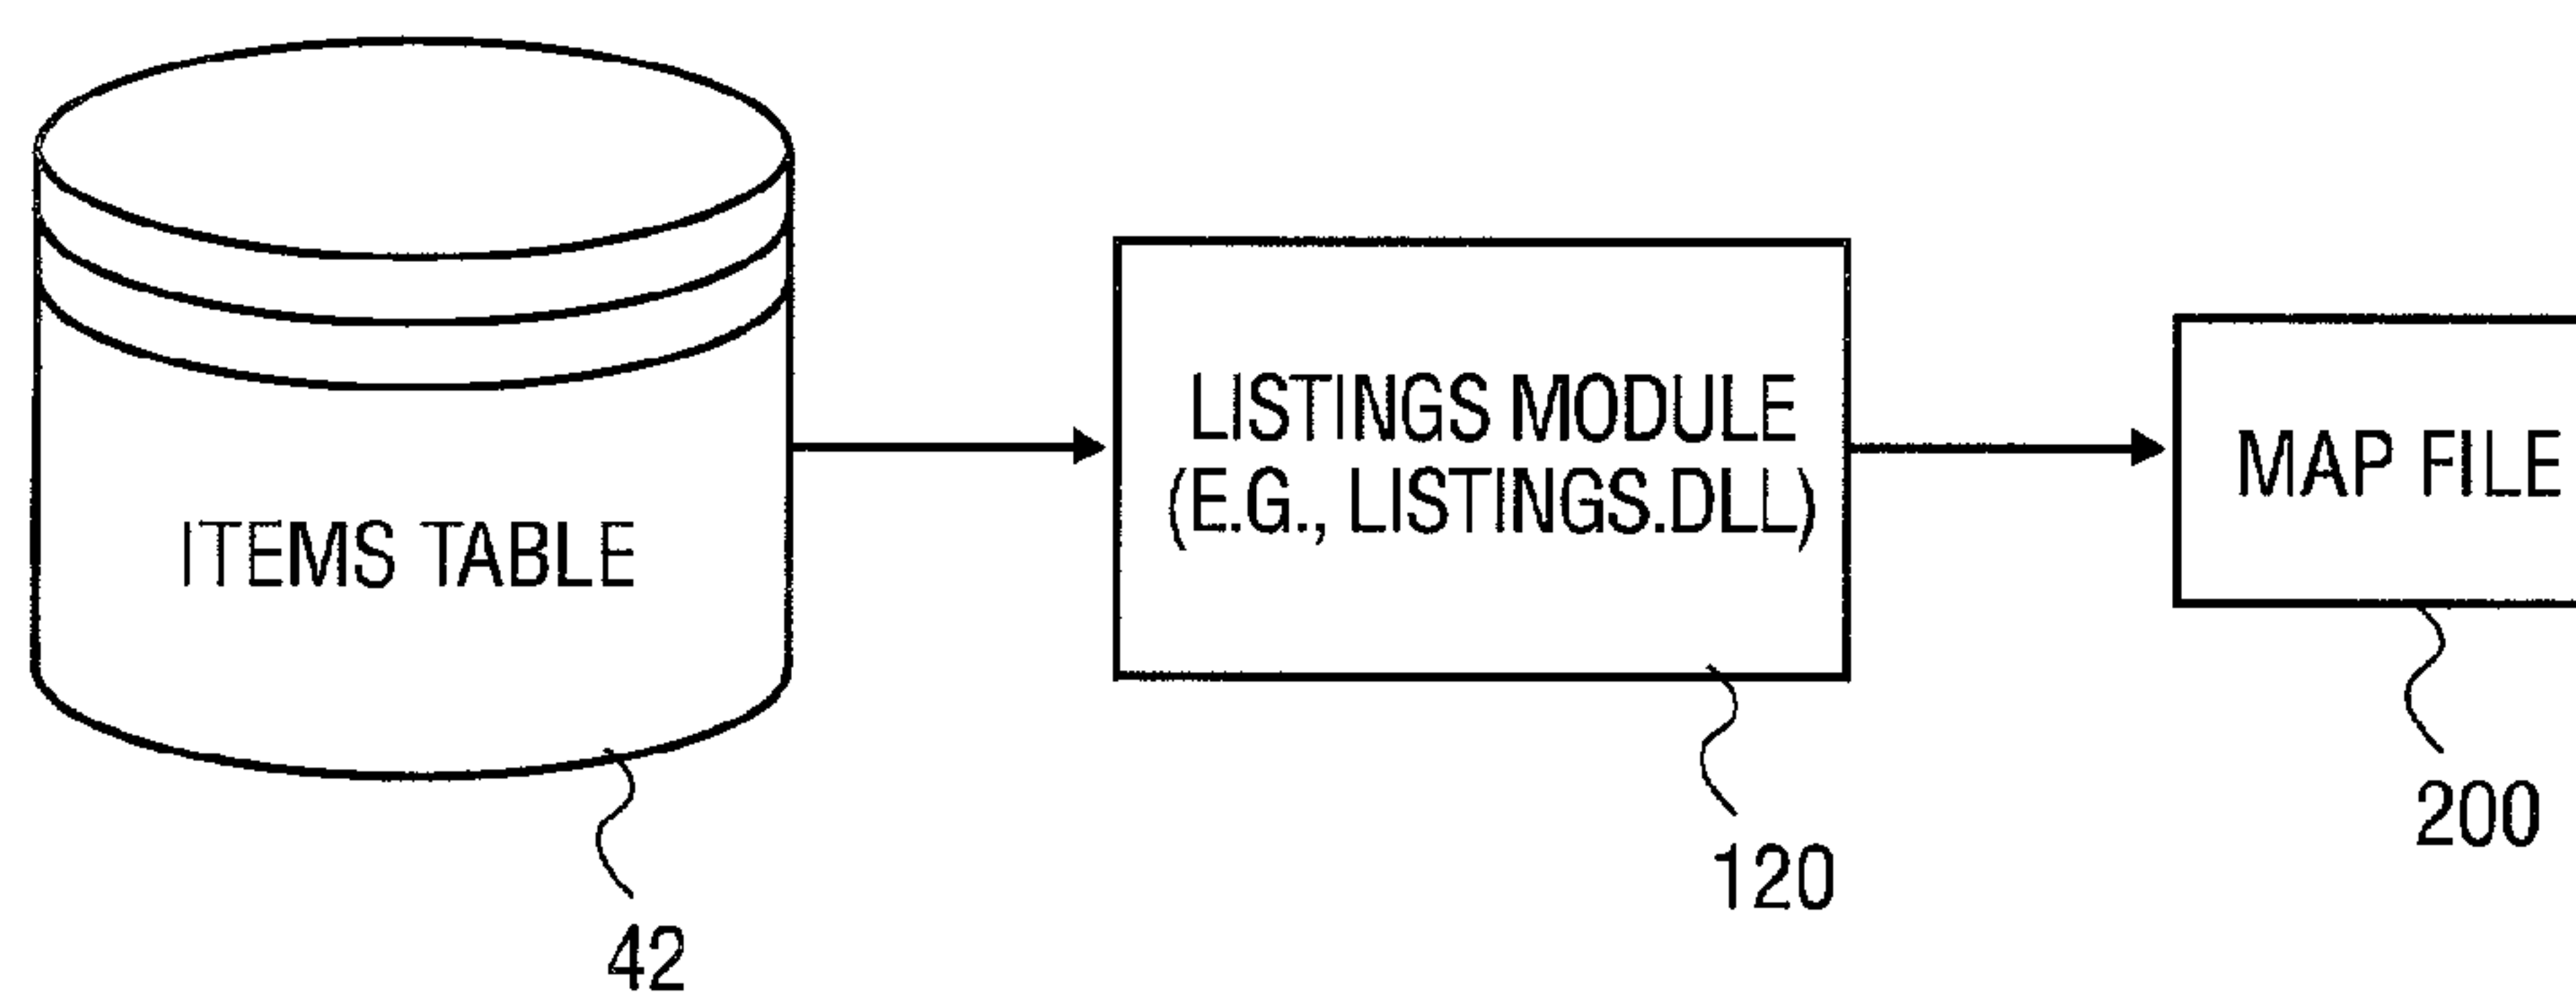 ITEMS TABLE
42
LISTINGS MODULE
(E.G., LISTINGS.DLL)
120
MAP FILE
200